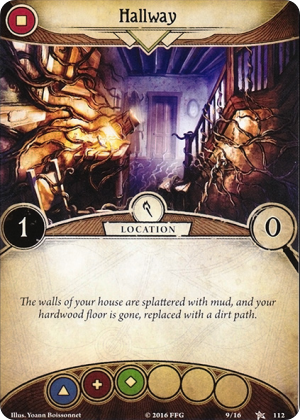 Hallway
1
LOCATION
0
The walls of your house are splattered with mud, and your
hardwood floor is gone, replaced with a dirt path.
Illus. Yoann Boissonnet
© 2016 FFG
9/16
112